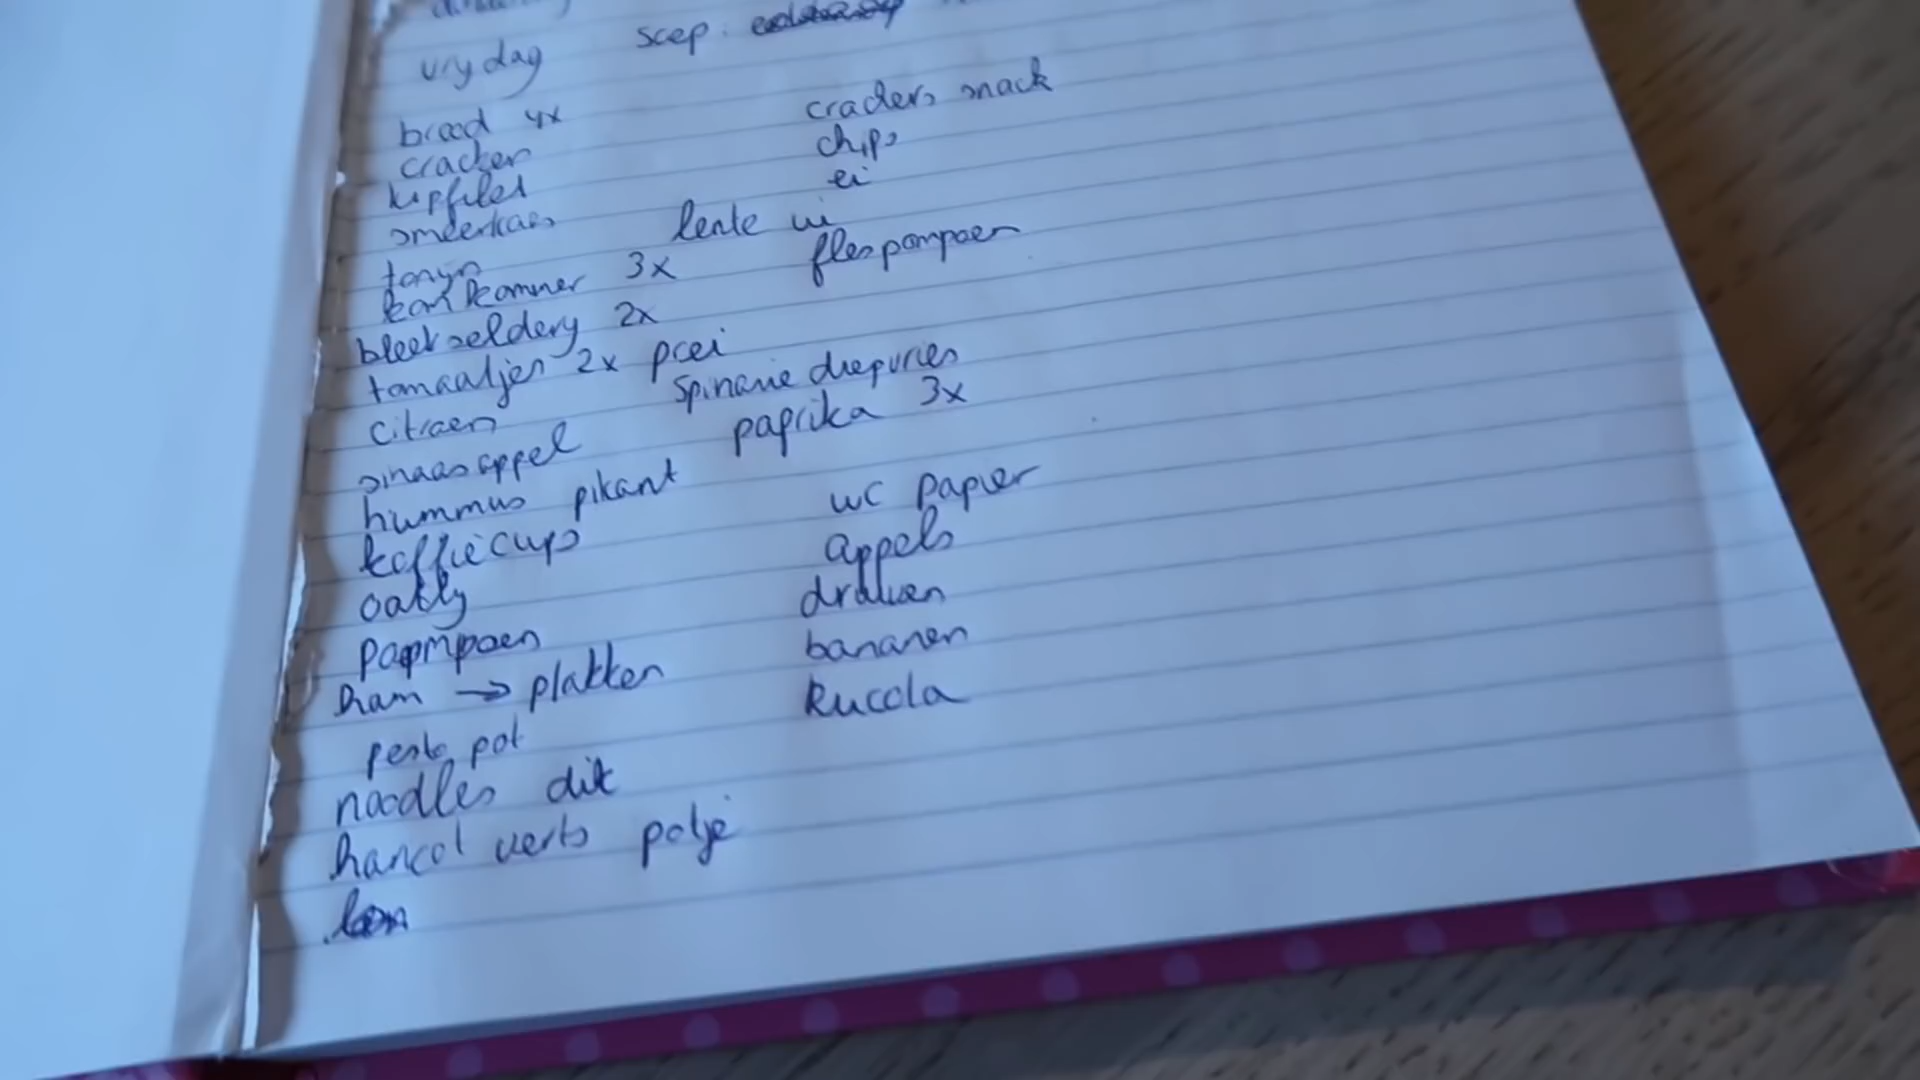 vrydag soep.
brood 4x crackers snack
cracker chips
kipfilet ei
smeerkaas lente ui
tonyn
komkommer 3x flespompoen
bleekseldery 2x
tomaatjes 2x prei
citroen spinazie diepvries
sinaasappel paprika 3x
hummus pikant
koffiecups wc papier
oatly appels
pompoen druiven
ham → plakken bananen
pesto pot Rucola
noodles dik
haricot verts potje